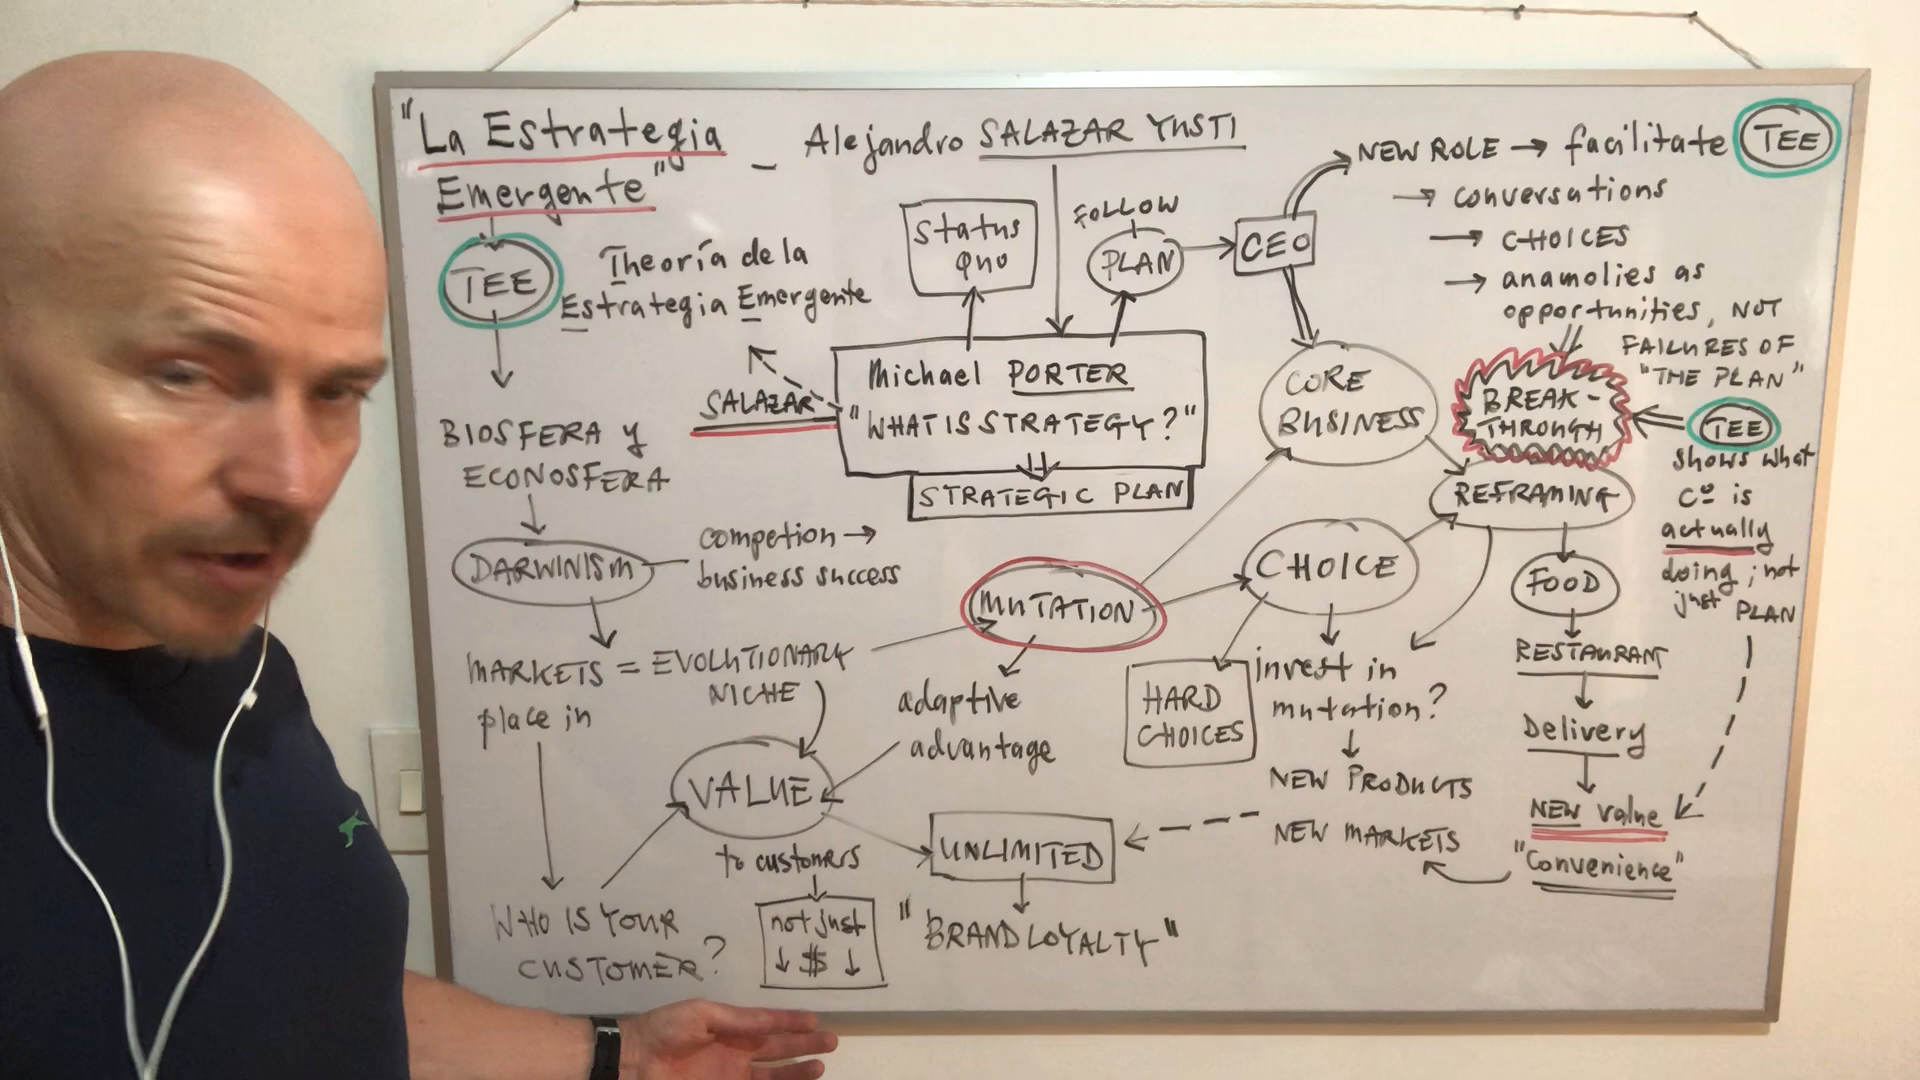 "La Estrategia
Emergente" - Alejandro SALAZAR YUSTI
TEE
Theoría de la
Estrategia Emergente
BIOSFERA Y
ECONOSFERA
DARWINISM
competion →
business success
MARKETS = EVOLUTIONARY
NICHE
place in
WHO IS YOUR
CUSTOMER?
VALUE
to customers
not just
↓ $ ↓
adaptive
advantage
MUTATION
UNLIMITED
"BRAND LOYALTY"
Status
Quo
FOLLOW
PLAN
CEO
Michael PORTER
"WHAT IS STRATEGY?"
STRATEGIC PLAN
SALAZAR
NEW ROLE → facilitate TEE
→ conversations
→ CHOICES
→ anamolies as
opportunities, NOT
FAILURES OF
"THE PLAN"
CORE
BUSINESS
BREAK-
THROUGH
TEE
shows what
Cº is
actually
doing; not
just PLAN
REFRAMING
CHOICE
HARD
CHOICES
invest in
mutation?
NEW PRODUCTS
NEW MARKETS
FOOD
RESTAURANT
Delivery
NEW value
"Convenience"